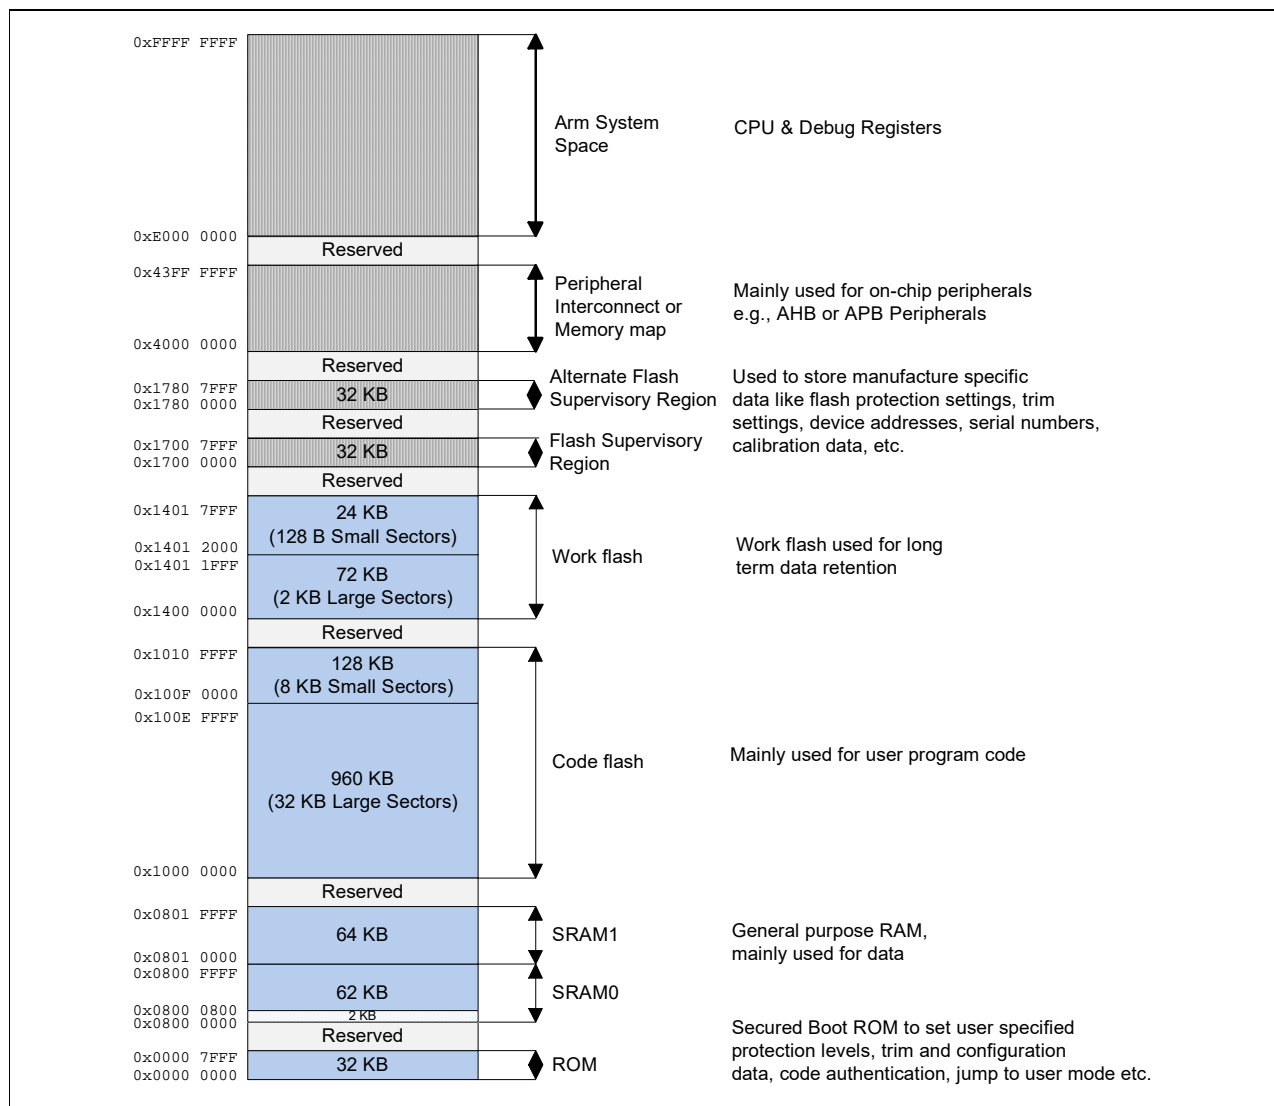 0xFFFF FFFF
Arm System
Space
CPU & Debug Registers
0xE000 0000
Reserved
0x43FF FFFF
Peripheral
Interconnect or
Memory map
Mainly used for on-chip peripherals
e.g., AHB or APB Peripherals
0x4000 0000
Reserved
0x1780 7FFF
0x1780 0000
32 KB
Alternate Flash
Supervisory Region
Used to store manufacture specific
data like flash protection settings, trim
settings, device addresses, serial numbers,
calibration data, etc.
Reserved
0x1700 7FFF
0x1700 0000
32 KB
Flash Supervisory
Region
Reserved
0x1401 7FFF
24 KB
(128 B Small Sectors)
0x1401 2000
0x1401 1FFF
72 KB
(2 KB Large Sectors)
0x1400 0000
Work flash
Work flash used for long
term data retention
Reserved
0x1010 FFFF
128 KB
(8 KB Small Sectors)
0x100F 0000
0x100E FFFF
960 KB
(32 KB Large Sectors)
Code flash
Mainly used for user program code
0x1000 0000
Reserved
0x0801 FFFF
64 KB
SRAM1
General purpose RAM,
mainly used for data
0x0801 0000
0x0800 FFFF
62 KB
SRAM0
0x0800 0800
2 KB
0x0800 0000
Reserved
0x0000 7FFF
32 KB
0x0000 0000
ROM
Secured Boot ROM to set user specified
protection levels, trim and configuration
data, code authentication, jump to user mode etc.